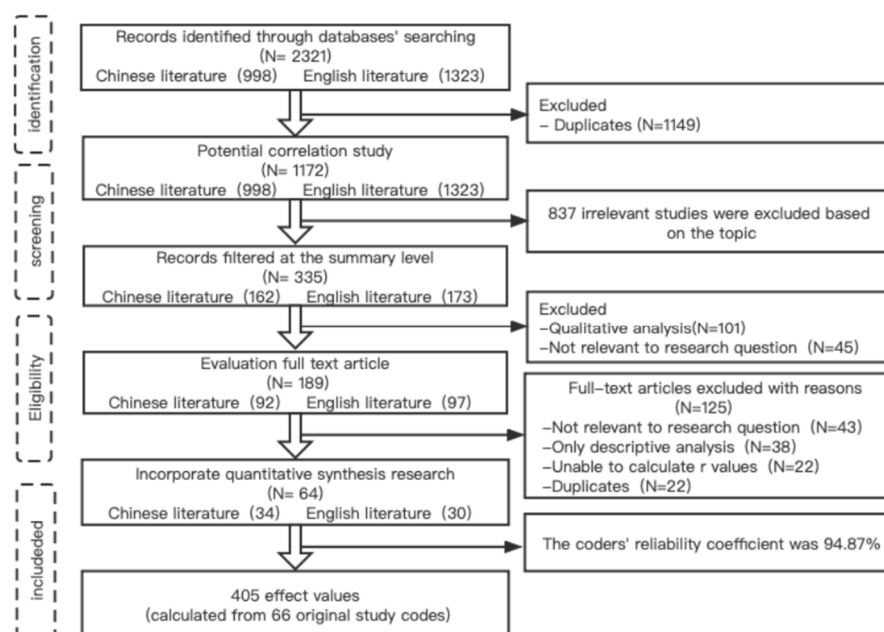 identification
Records identified through databases' searching
(N= 2321)
Chinese literature (998) English literature (1323)
Excluded
– Duplicates (N=1149)
Potential correlation study
(N= 1172)
Chinese literature (998) English literature (1323)
screening
837 irrelevant studies were excluded based
on the topic
Records filtered at the summary level
(N= 335)
Chinese literature (162) English literature (173)
Excluded
–Qualitative analysis(N=101)
–Not relevant to research question (N=45)
Eligibility
Evaluation full text article
(N= 189)
Chinese literature (92) English literature (97)
Full–text articles excluded with reasons
(N=125)
–Not relevant to research question (N=43)
–Only descriptive analysis (N=38)
–Unable to calculate r values (N=22)
–Duplicates (N=22)
Incorporate quantitative synthesis research
(N= 64)
Chinese literature (34) English literature (30)
includeded
The coders' reliability coefficient was 94.87%
405 effect values
(calculated from 66 original study codes)